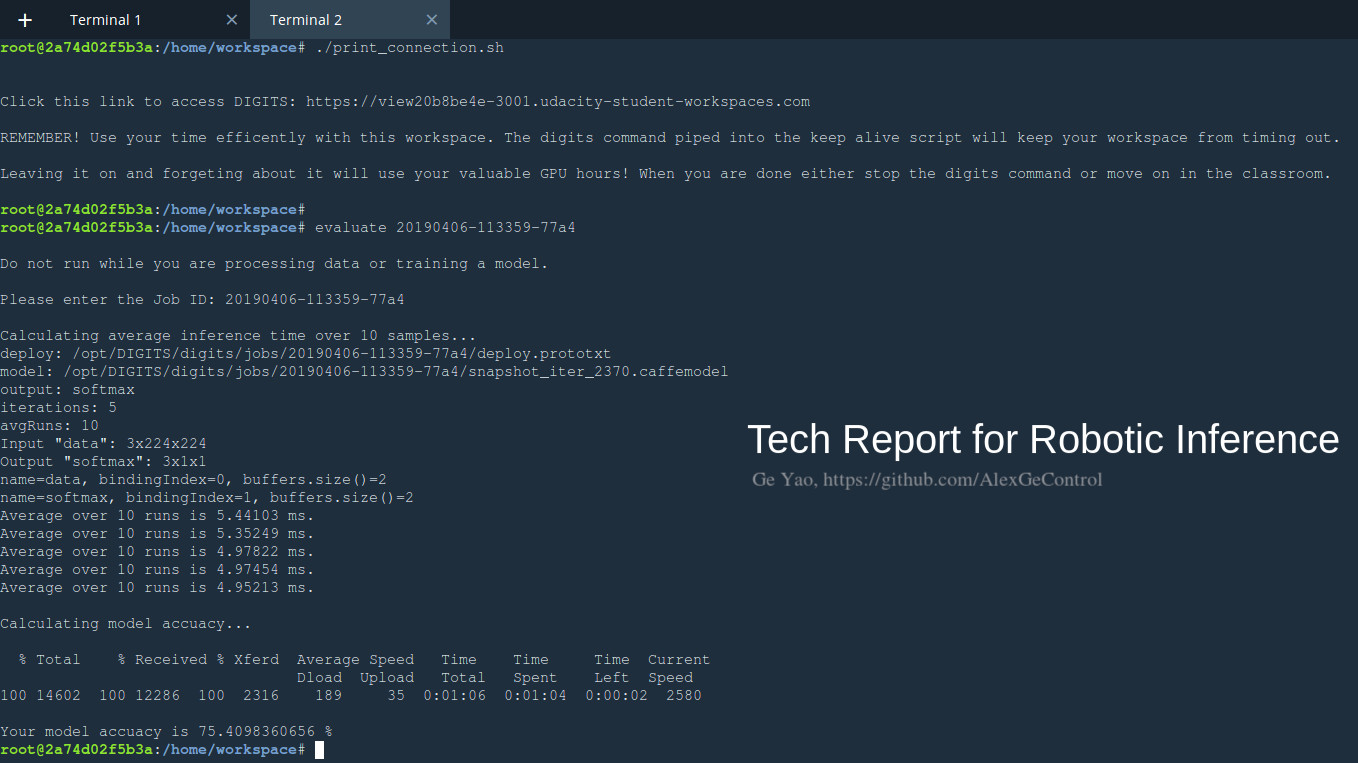 + Terminal 1 × Terminal 2 ×
root@2a74d02f5b3a:/home/workspace# ./print_connection.sh
Click this link to access DIGITS: https://view20b8be4e-3001.udacity-student-workspaces.com
REMEMBER! Use your time efficently with this workspace. The digits command piped into the keep alive script will keep your workspace from timing out.
Leaving it on and forgeting about it will use your valuable GPU hours! When you are done either stop the digits command or move on in the classroom.
root@2a74d02f5b3a:/home/workspace#
root@2a74d02f5b3a:/home/workspace# evaluate 20190406-113359-77a4
Do not run while you are processing data or training a model.
Please enter the Job ID: 20190406-113359-77a4
Calculating average inference time over 10 samples...
deploy: /opt/DIGITS/digits/jobs/20190406-113359-77a4/deploy.prototxt
model: /opt/DIGITS/digits/jobs/20190406-113359-77a4/snapshot_iter_2370.caffemodel
output: softmax
iterations: 5
avgRuns: 10
Input "data": 3x224x224
Output "softmax": 3x1x1
name=data, bindingIndex=0, buffers.size()=2
name=softmax, bindingIndex=1, buffers.size()=2
Average over 10 runs is 5.44103 ms.
Average over 10 runs is 5.35249 ms.
Average over 10 runs is 4.97822 ms.
Average over 10 runs is 4.97454 ms.
Average over 10 runs is 4.95213 ms.
Calculating model accuacy...
% Total % Received % Xferd Average Speed Time Time Time Current
Dload Upload Total Spent Left Speed
100 14602 100 12286 100 2316 189 35 0:01:06 0:01:04 0:00:02 2580
Your model accuacy is 75.4098360656 %
root@2a74d02f5b3a:/home/workspace#
Tech Report for Robotic Inference
Ge Yao, https://github.com/AlexGeControl